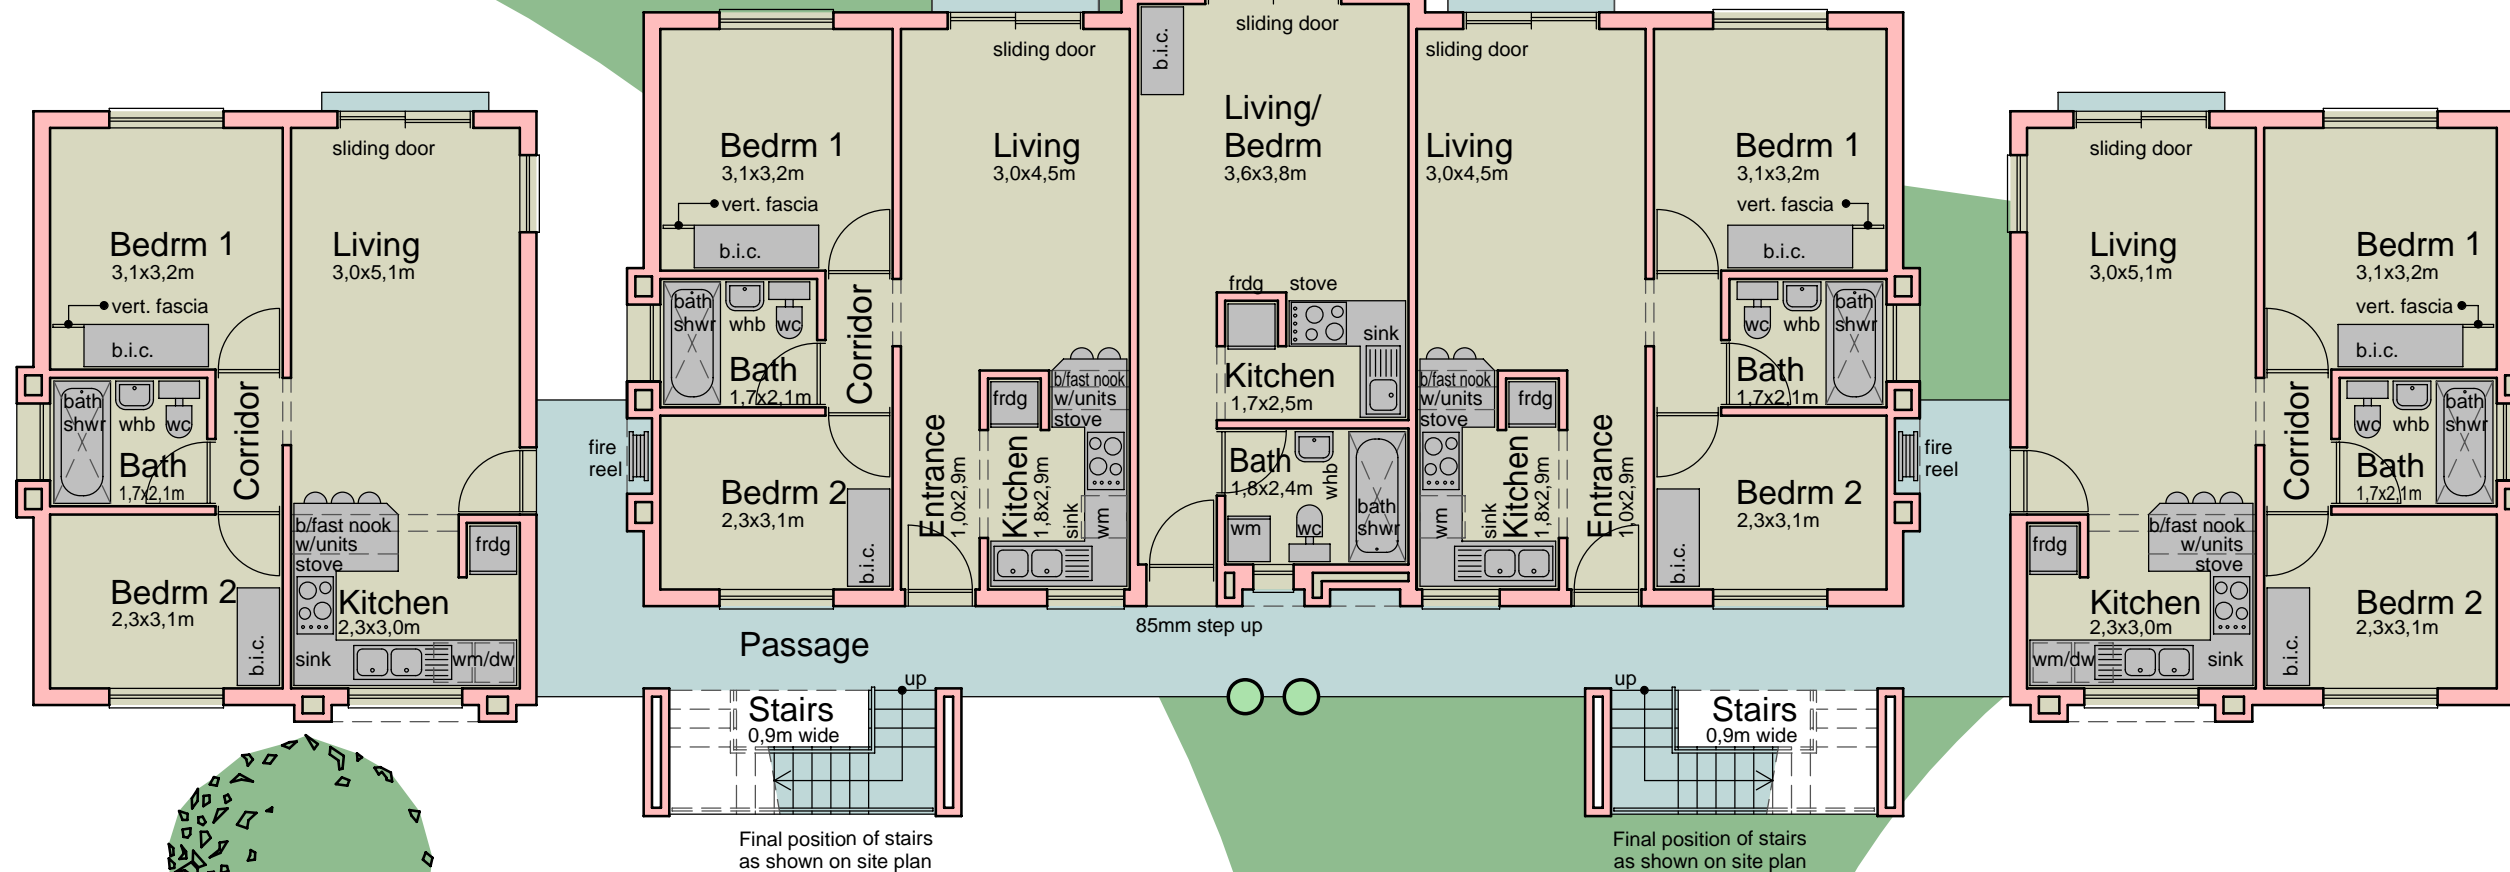 Bedrm 1
3,1x3,2m
vert. fascia
b.i.c.
bath
shwr
whb
wc
Bath
1,7x2,1m
Corridor
Bedrm 2
2,3x3,1m
b.i.c.
sliding door
Living
3,0x5,1m
b/fast nook
w/units
stove
frdg
Kitchen
2,3x3,0m
sink
wm/dw
fire
reel
Bedrm 1
3,1x3,2m
vert. fascia
b.i.c.
bath
shwr
whb
wc
Bath
1,7x2,1m
Corridor
Bedrm 2
2,3x3,1m
b.i.c.
sliding door
Living
3,0x4,5m
Entrance
1,0x2,9m
frdg
b/fast nook
w/units
stove
Kitchen
1,8x2,9m
sink
wm
b.i.c.
sliding door
Living/
Bedrm
3,6x3,8m
frdg
stove
sink
Kitchen
1,7x2,5m
Bath
1,8x2,4m
whb
wm
wc
bath
shwr
85mm step up
sliding door
Living
3,0x4,5m
b/fast nook
w/units
stove
frdg
wm
sink
Kitchen
1,8x2,9m
Entrance
1,0x2,9m
Bedrm 1
3,1x3,2m
vert. fascia
b.i.c.
wc
whb
bath
shwr
Bath
1,7x2,1m
Bedrm 2
2,3x3,1m
b.i.c.
fire
reel
sliding door
Living
3,0x5,1m
frdg
b/fast nook
w/units
stove
Kitchen
2,3x3,0m
wm/dw
sink
Bedrm 1
3,1x3,2m
vert. fascia
b.i.c.
Corridor
wc
whb
bath
shwr
Bath
1,7x2,1m
Bedrm 2
2,3x3,1m
b.i.c.
Passage
up
Stairs
0,9m wide
Final position of stairs
as shown on site plan
up
Stairs
0,9m wide
Final position of stairs
as shown on site plan